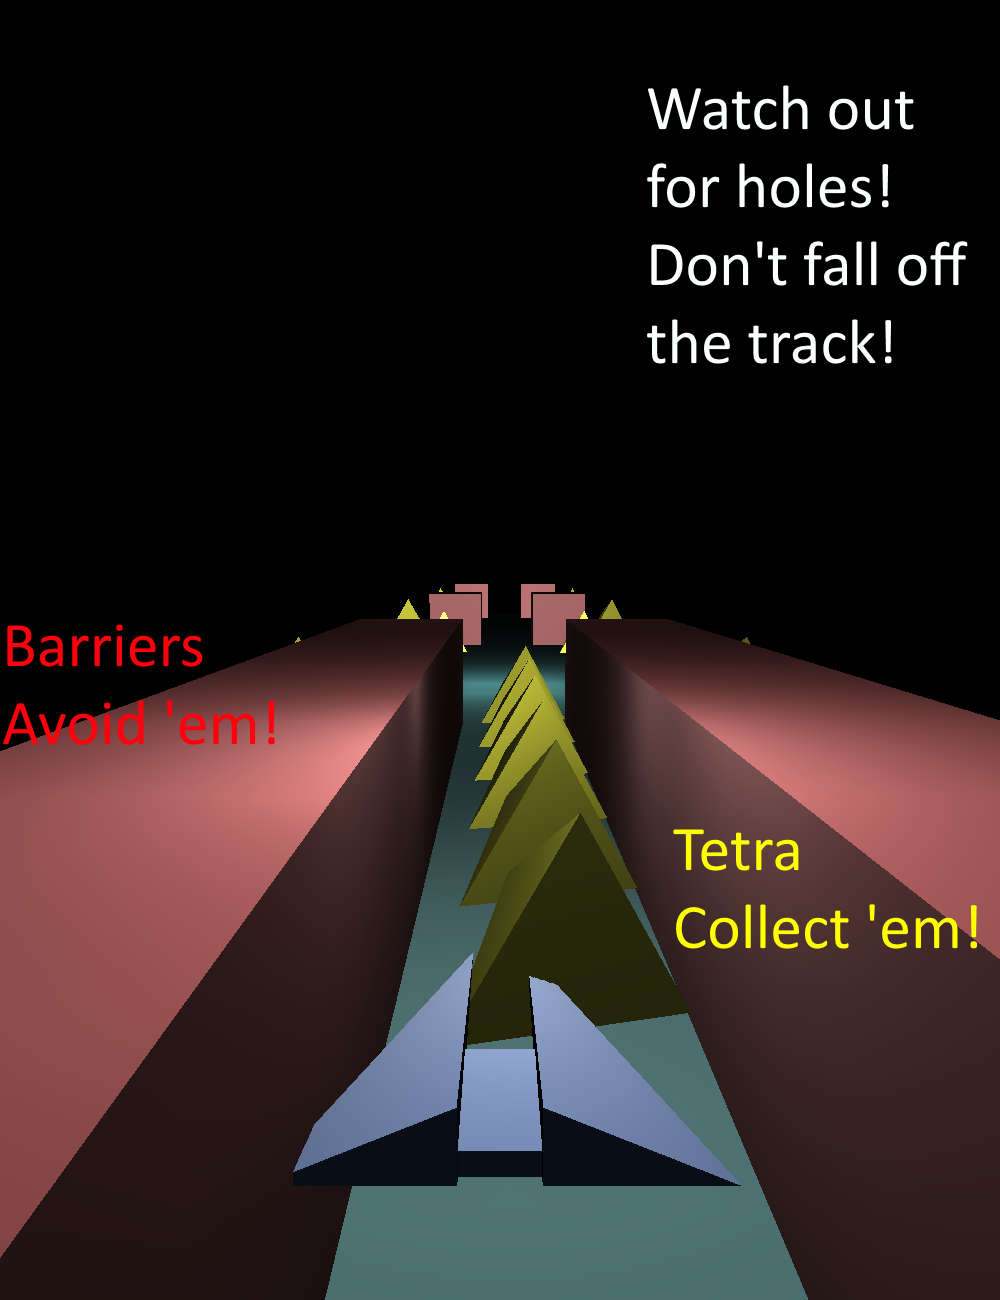 Watch out
for holes!
Don't fall off
the track!
Barriers
Avoid 'em!
Tetra
Collect 'em!